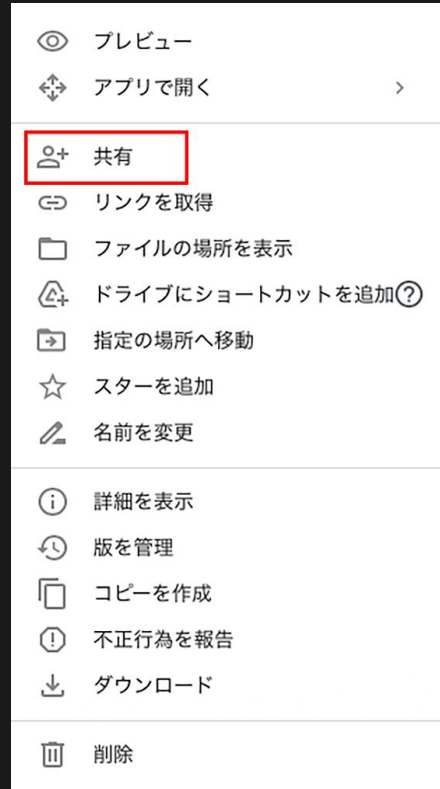 プレビュー
アプリで開く
共有
リンクを取得
ファイルの場所を表示
ドライブにショートカットを追加?
指定の場所へ移動
スターを追加
名前を変更
詳細を表示
版を管理
コピーを作成
不正行為を報告
ダウンロード
削除